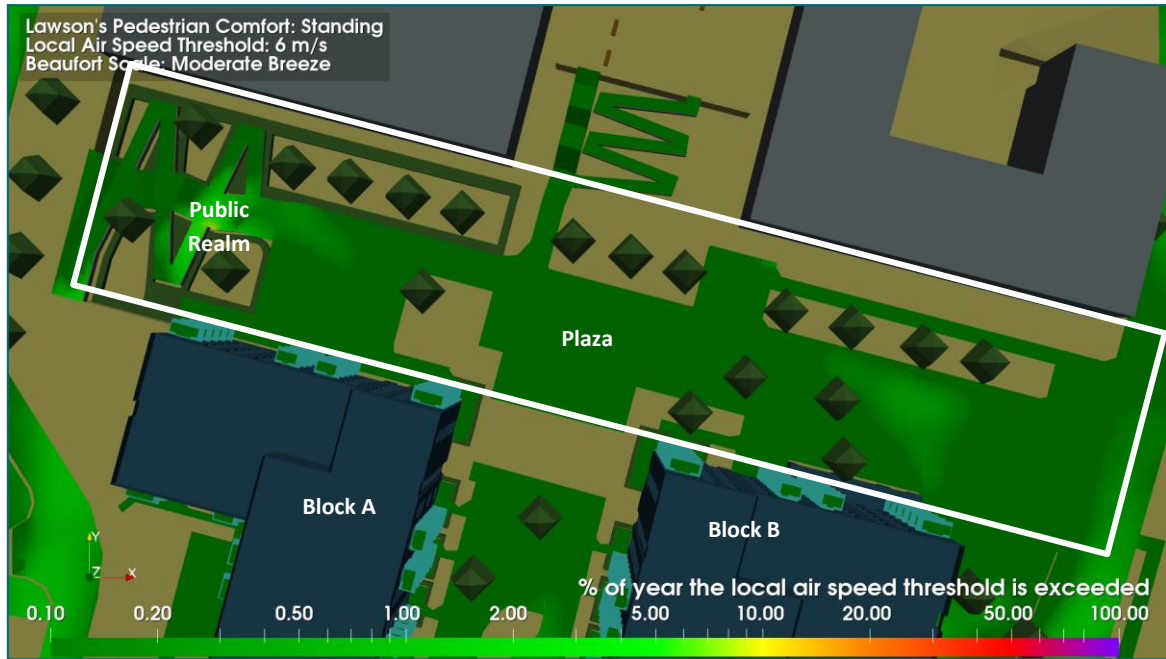 Lawson's Pedestrian Comfort: Standing
Local Air Speed Threshold: 6 m/s
Beaufort Scale: Moderate Breeze
Public
Realm
Plaza
Block A
Block B
Y
Z X
% of year the local air speed threshold is exceeded
0.10 0.20 0.50 1.00 2.00 5.00 10.00 20.00 50.00 100.00